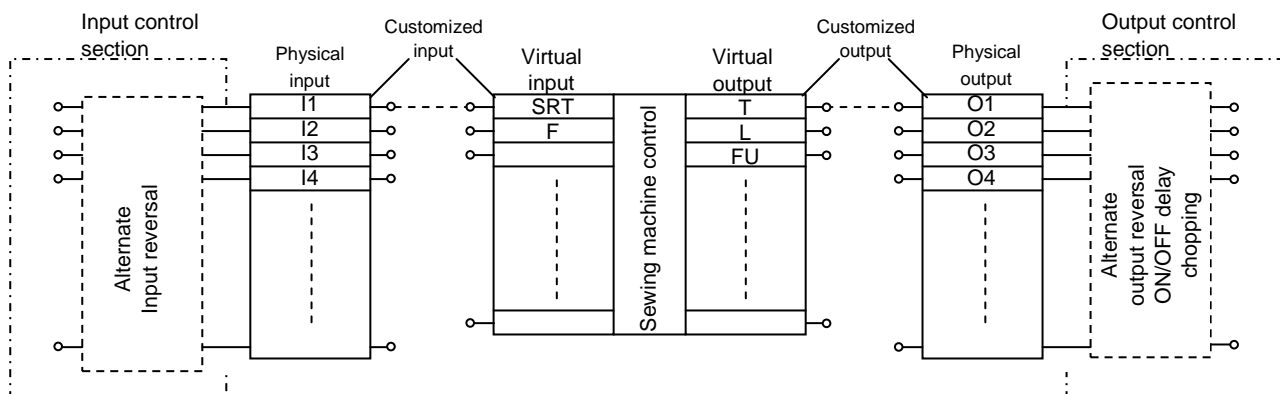 Input control
section
Physical
input
Customized
input
Virtual
input
Virtual
output
Customized
output
Physical
output
Output control
section
I1
I2
I3
I4
SRT
F
T
L
FU
O1
O2
O3
O4
Alternate
Input reversal
Sewing machine control
Alternate
output reversal
ON/OFF delay
chopping